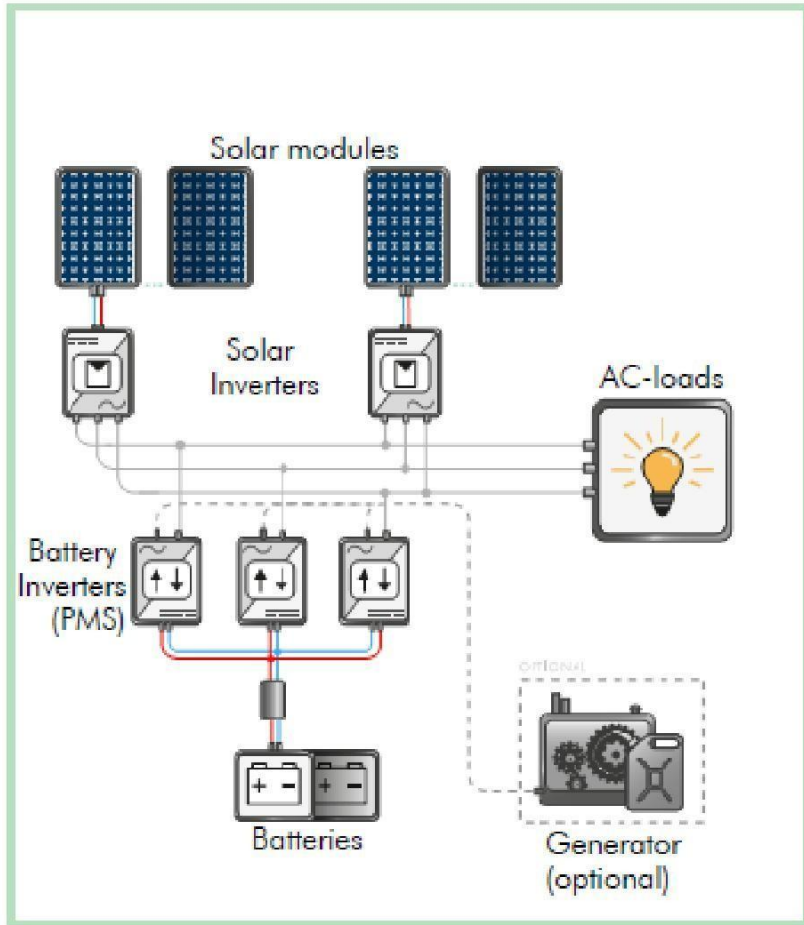 Solar modules
Solar
Inverters
AC-loads
Battery
Inverters
(PMS)
OPTIONAL
Batteries
Generator
(optional)